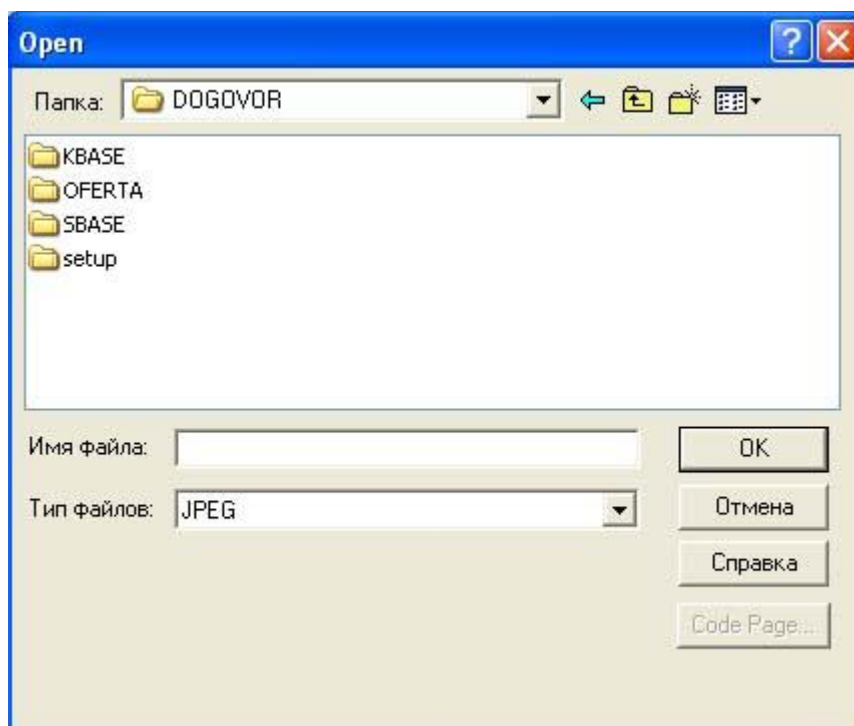 Open
Папка: DOGOVOR
KBASE
OFERTA
SBASE
setup
Имя файла:
OK
Тип файлов: JPEG
Отмена
Справка
Code Page...